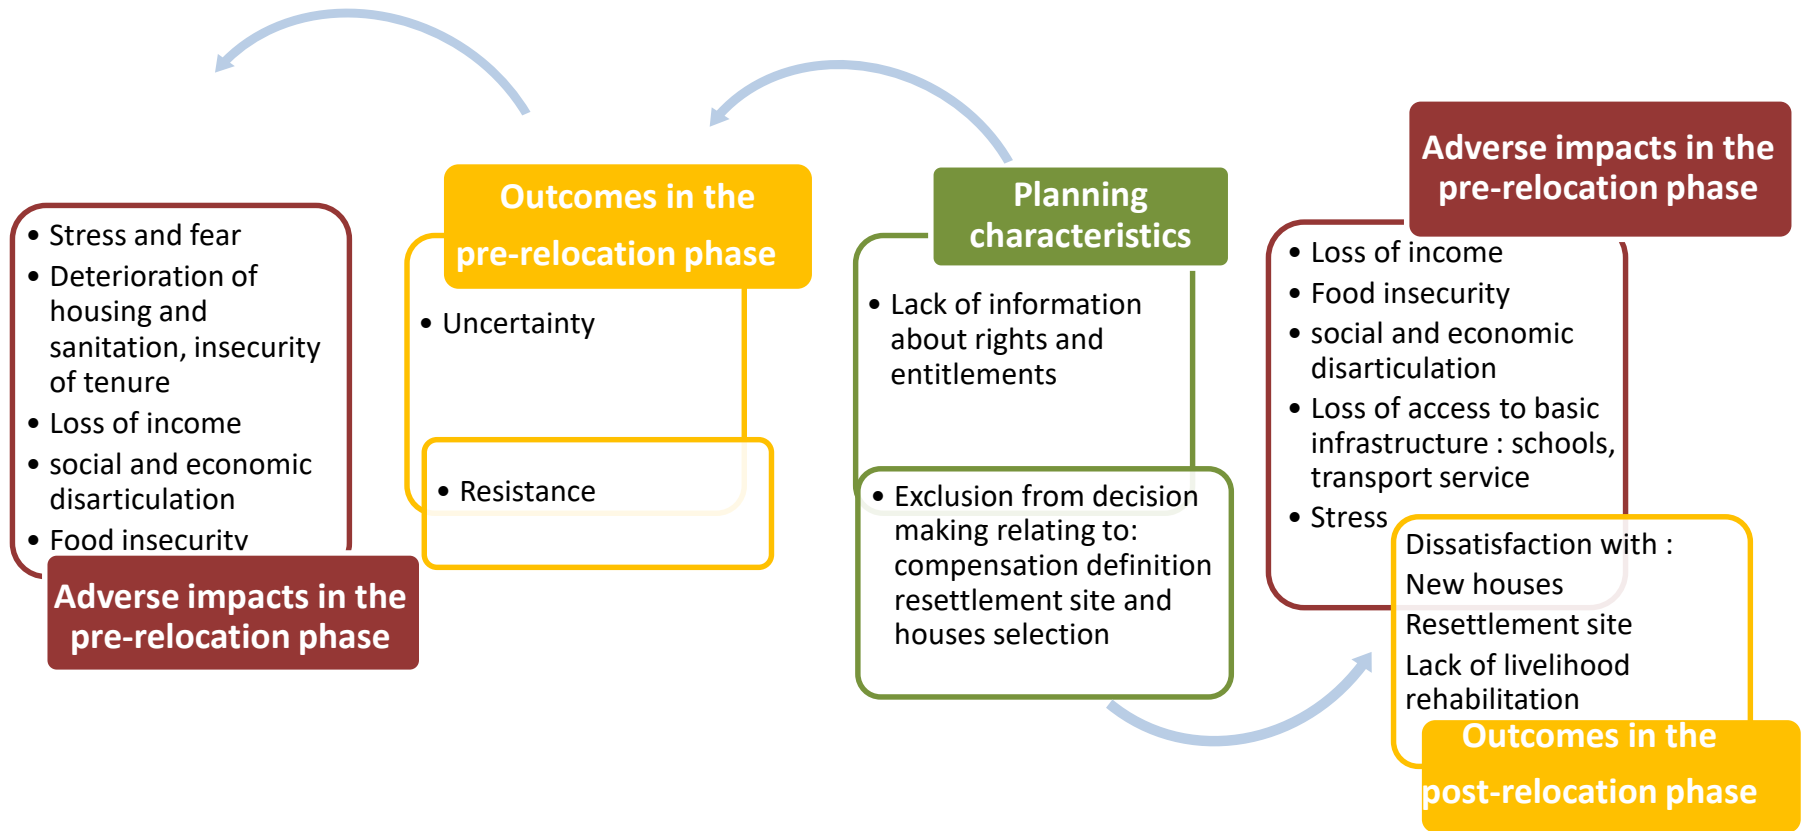 • Stress and fear
• Deterioration of
housing and
sanitation, insecurity
of tenure
• Loss of income
• social and economic
disarticulation
• Food insecurity
Adverse impacts in the
pre-relocation phase
Outcomes in the
pre-relocation phase
• Uncertainty
• Resistance
Planning
characteristics
• Lack of information
about rights and
entitlements
• Exclusion from decision
making relating to:
compensation definition
resettlement site and
houses selection
Adverse impacts in the
pre-relocation phase
• Loss of income
• Food insecurity
• social and economic
disarticulation
• Loss of access to basic
infrastructure : schools,
transport service
• Stress
Dissatisfaction with :
New houses
Resettlement site
Lack of livelihood
rehabilitation
Outcomes in the
post-relocation phase